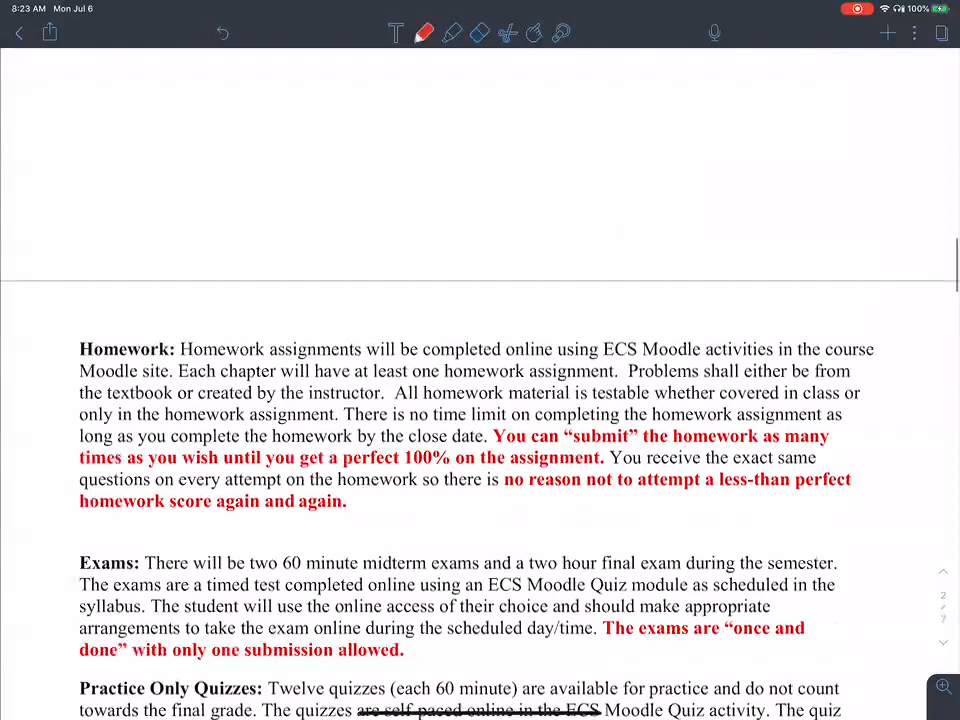 8:23 AM Mon Jul 6
100%
Homework: Homework assignments will be completed online using ECS Moodle activities in the course
Moodle site. Each chapter will have at least one homework assignment. Problems shall either be from
the textbook or created by the instructor. All homework material is testable whether covered in class or
only in the homework assignment. There is no time limit on completing the homework assignment as
long as you complete the homework by the close date. You can “submit” the homework as many
times as you wish until you get a perfect 100% on the assignment. You receive the exact same
questions on every attempt on the homework so there is no reason not to attempt a less-than perfect
homework score again and again.
Exams: There will be two 60 minute midterm exams and a two hour final exam during the semester.
The exams are a timed test completed online using an ECS Moodle Quiz module as scheduled in the
syllabus. The student will use the online access of their choice and should make appropriate
arrangements to take the exam online during the scheduled day/time. The exams are “once and
done” with only one submission allowed.
Practice Only Quizzes: Twelve quizzes (each 60 minute) are available for practice and do not count
towards the final grade. The quizzes are self-paced online in the ECS Moodle Quiz activity. The quiz
2
/
7